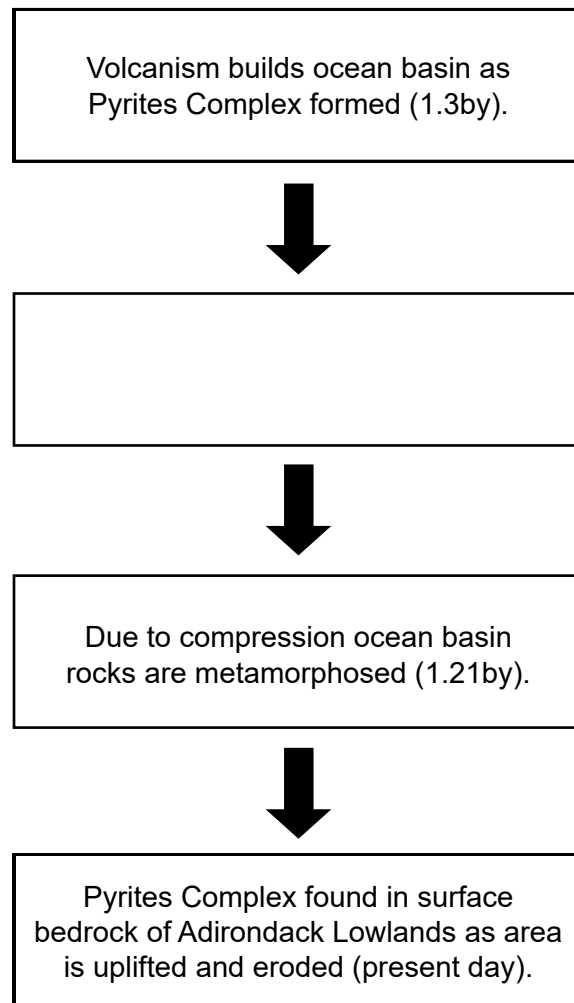 Volcanism builds ocean basin as
Pyrites Complex formed (1.3by).
Due to compression ocean basin
rocks are metamorphosed (1.21by).
Pyrites Complex found in surface
bedrock of Adirondack Lowlands as area
is uplifted and eroded (present day).